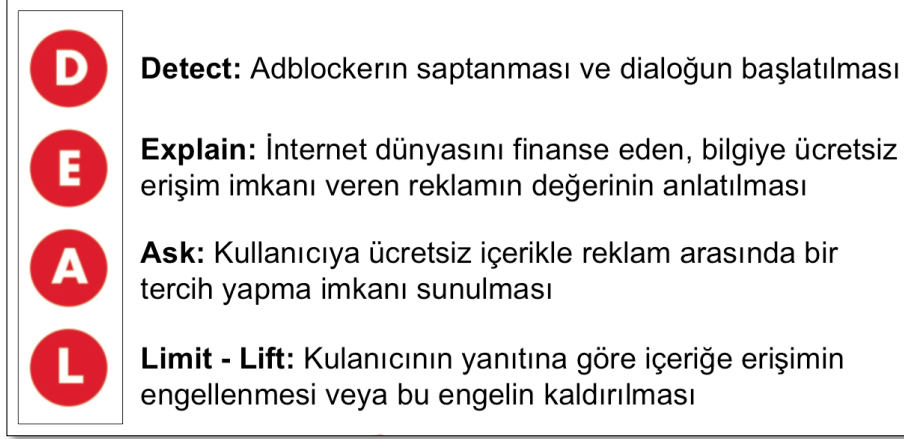 D
Detect: Adblockerın saptanması ve dialoğun başlatılması
E
Explain: İnternet dünyasını finanse eden, bilgiye ücretsiz
erişim imkanı veren reklamın değerinin anlatılması
A
Ask: Kullanıcıya ücretsiz içerikle reklam arasında bir
tercih yapma imkanı sunulması
L
Limit - Lift: Kulanıcının yanıtına göre içeriğe erişimin
engellenmesi veya bu engelin kaldırılması